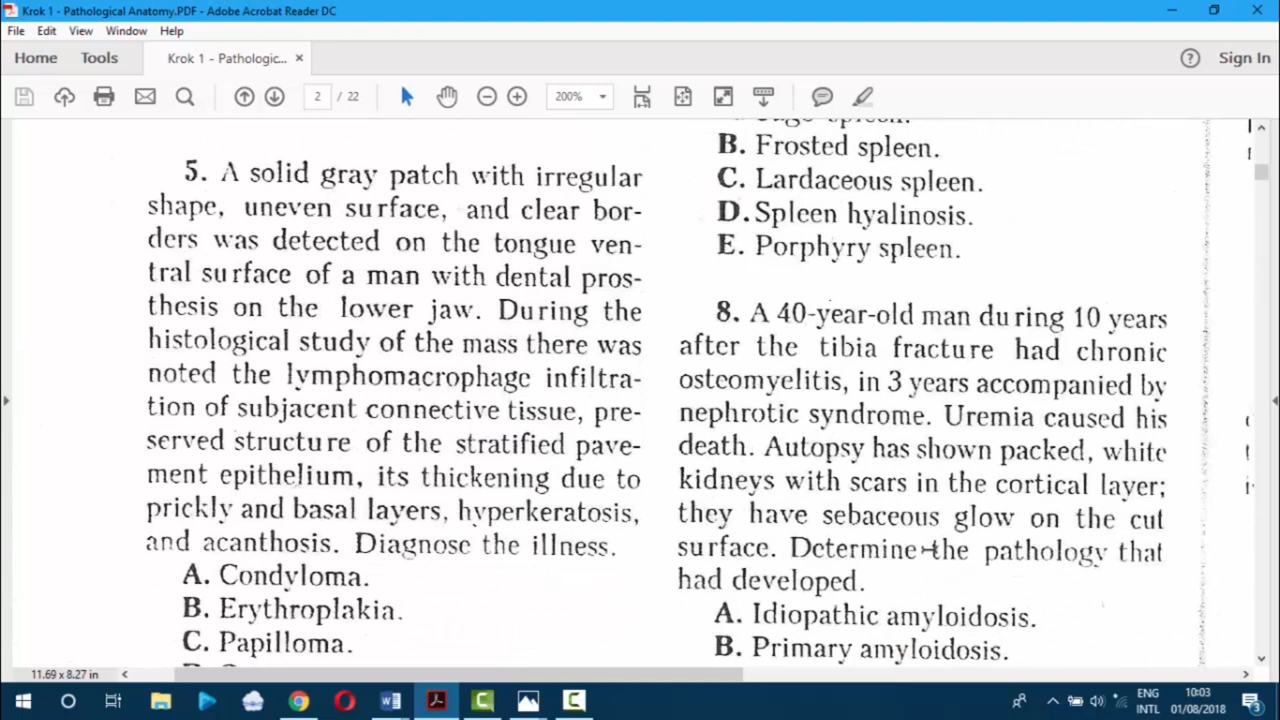 Krok 1 - Pathological Anatomy.PDF - Adobe Acrobat Reader DC
File Edit View Window Help
Home Tools Krok 1 - Pathologic... × Sign In
2 / 22 200%
5. A solid gray patch with irregular
shape, uneven surface, and clear bor-
ders was detected on the tongue ven-
tral surface of a man with dental pros-
thesis on the lower jaw. During the
histological study of the mass there was
noted the lymphomacrophage infiltra-
tion of subjacent connective tissue, pre-
served structure of the stratified pave-
ment epithelium, its thickening due to
prickly and basal layers, hyperkeratosis,
and acanthosis. Diagnose the illness.
A. Condyloma.
B. Erythroplakia.
C. Papilloma.
B. Frosted spleen.
C. Lardaceous spleen.
D. Spleen hyalinosis.
E. Porphyry spleen.
8. A 40-year-old man during 10 years
after the tibia fracture had chronic
osteomyelitis, in 3 years accompanied by
nephrotic syndrome. Uremia caused his
death. Autopsy has shown packed, white
kidneys with scars in the cortical layer;
they have sebaceous glow on the cut
surface. Determine the pathology that
had developed.
A. Idiopathic amyloidosis.
B. Primary amyloidosis.
11.69 x 8.27 in
ENG 10:03
INTL 01/08/2018
3